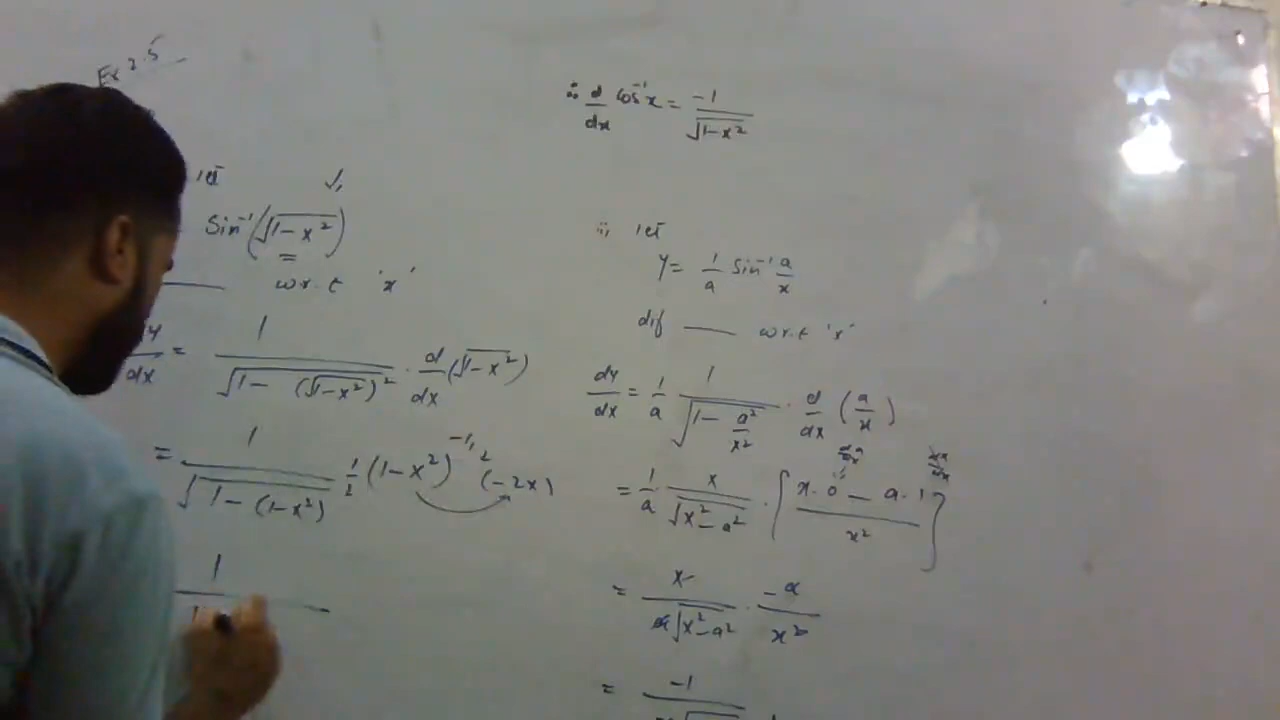 Ex 2.5
∴ d/dx cos⁻¹x = -1/√(1-x²)
let
Sin⁻¹(√(1-x²))
w.r.t 'x'
dy/dx = 1/√(1-(√(1-x²))²) · d/dx (√(1-x²))
= 1/√(1-(1-x²)) 1/2 (1-x²)^(-1/2) (-2x)
1
ii, let
y = 1/a Sin⁻¹ a/x
dif —— w.r.t 'x'
dy/dx = 1/a 1/√(1-a²/x²) · d/dx (a/x)
= 1/a · x/√(x²-a²) · {(x·0 - a·1)/x²}
= x/(a√(x²-a²)) · -a/x²
= -1